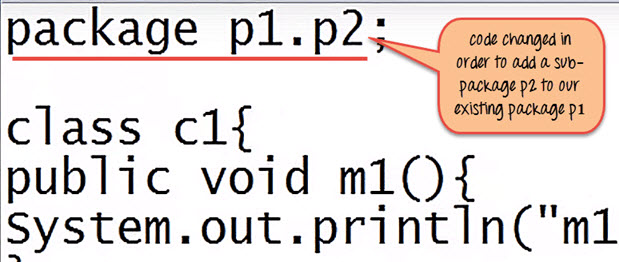 package p1.p2;
code changed in
order to add a sub-
package p2 to our
existing package p1
class c1{
public void m1(){
System.out.println("m1